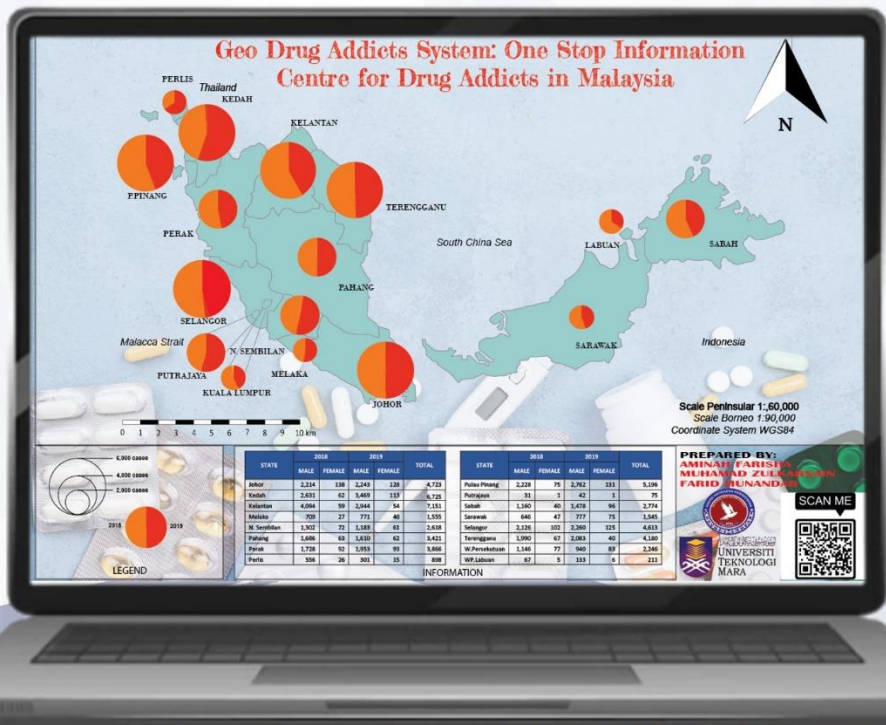 Geo Drug Addicts System: One Stop Information
Centre for Drug Addicts in Malaysia
PERLIS
Thailand
KEDAH
KELANTAN
N
P.PINANG
TERENGGANU
PERAK
LABUAN
SABAH
South China Sea
PAHANG
SELANGOR
Malacca Strait
N. SEMBILAN
SARAWAK
Indonesia
PUTRAJAYA
MELAKA
KUALA LUMPUR
JOHOR
Scale Peninsular 1:,60,000
Scale Borneo 1:90,000
Coordinate System WGS84
0 1 2 3 4 5 6 7 8 9 10 km
6,000 cases
4,000 cases
2,000 cases
2018 2019
LEGEND
STATE 2018 2019 TOTAL
MALE FEMALE MALE FEMALE
Johor 2,214 138 2,243 128 4,723
Kedah 2,631 62 3,469 113 6,725
Kelantan 4,094 59 2,944 54 7,151
Melaka 709 27 771 48 1,555
N. Sembilan 1,302 72 1,183 61 2,618
Pahang 1,686 63 1,610 62 3,421
Perak 1,728 92 1,953 93 3,866
Perlis 556 26 301 15 898
STATE 2018 2019 TOTAL
MALE FEMALE MALE FEMALE
Pulau Pinang 2,228 75 2,762 131 5,196
Putrajaya 31 1 42 1 75
Sabah 1,160 40 1,478 96 2,774
Sarawak 646 47 777 75 1,545
Selangor 2,126 102 2,260 125 4,613
Terengganu 1,990 67 2,083 40 4,180
W.Persekutuan 1,146 77 940 83 2,246
WP.Labuan 67 5 133 6 211
INFORMATION
PREPARED BY:
AMINAH FARISHA
MUHAMAD ZULKARNAIN
FARID MUNANDAR
SCAN ME
UNIVERSITI
TEKNOLOGI
MARA